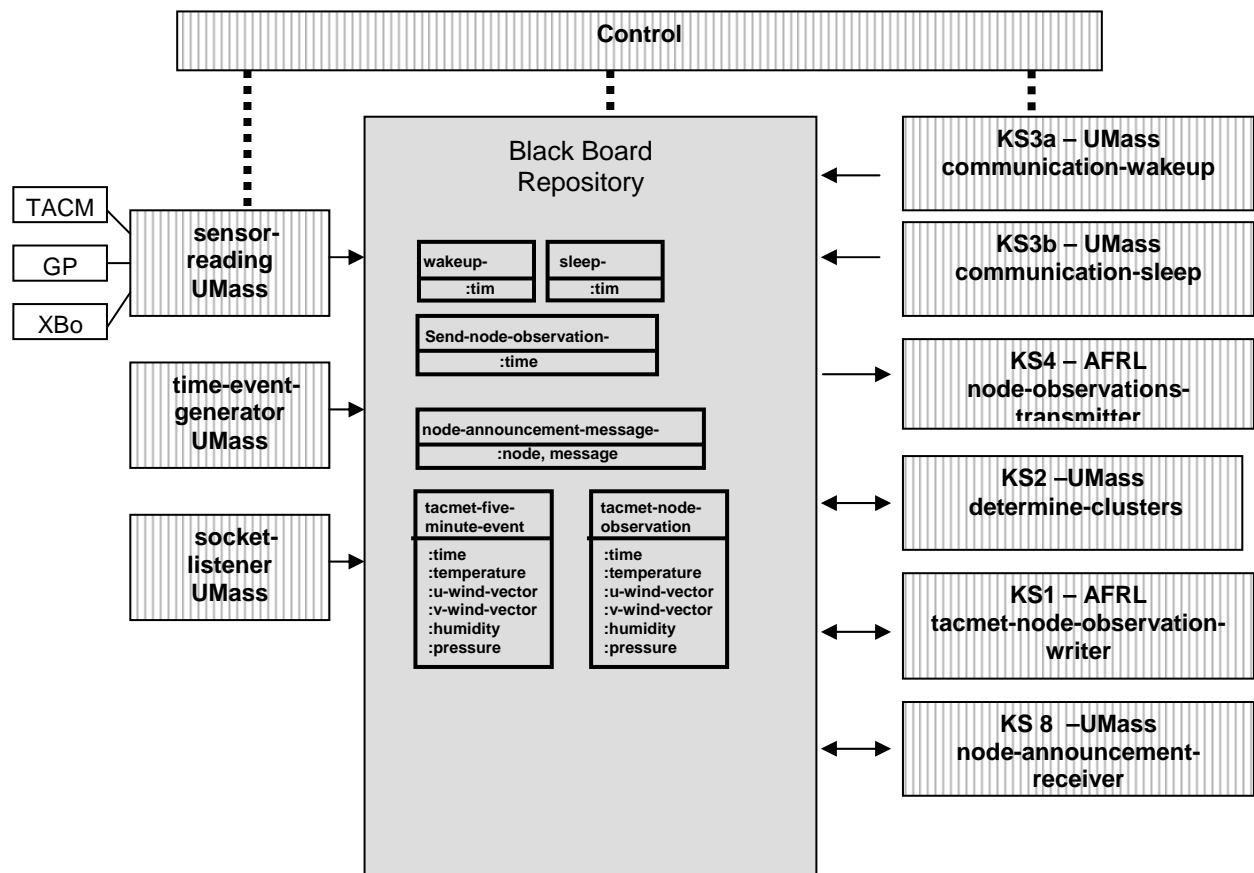 Control
Black Board
Repository
TACM
GP
XBo
sensor-
reading
UMass
time-event-
generator
UMass
socket-
listener
UMass
wakeup-
:tim
sleep-
:tim
Send-node-observation-
:time
node-announcement-message-
:node, message
tacmet-five-
minute-event
:time
:temperature
:u-wind-vector
:v-wind-vector
:humidity
:pressure
tacmet-node-
observation
:time
:temperature
:u-wind-vector
:v-wind-vector
:humidity
:pressure
KS3a – UMass
communication-wakeup
KS3b – UMass
communication-sleep
KS4 – AFRL
node-observations-
transmitter
KS2 –UMass
determine-clusters
KS1 – AFRL
tacmet-node-observation-
writer
KS 8 –UMass
node-announcement-
receiver